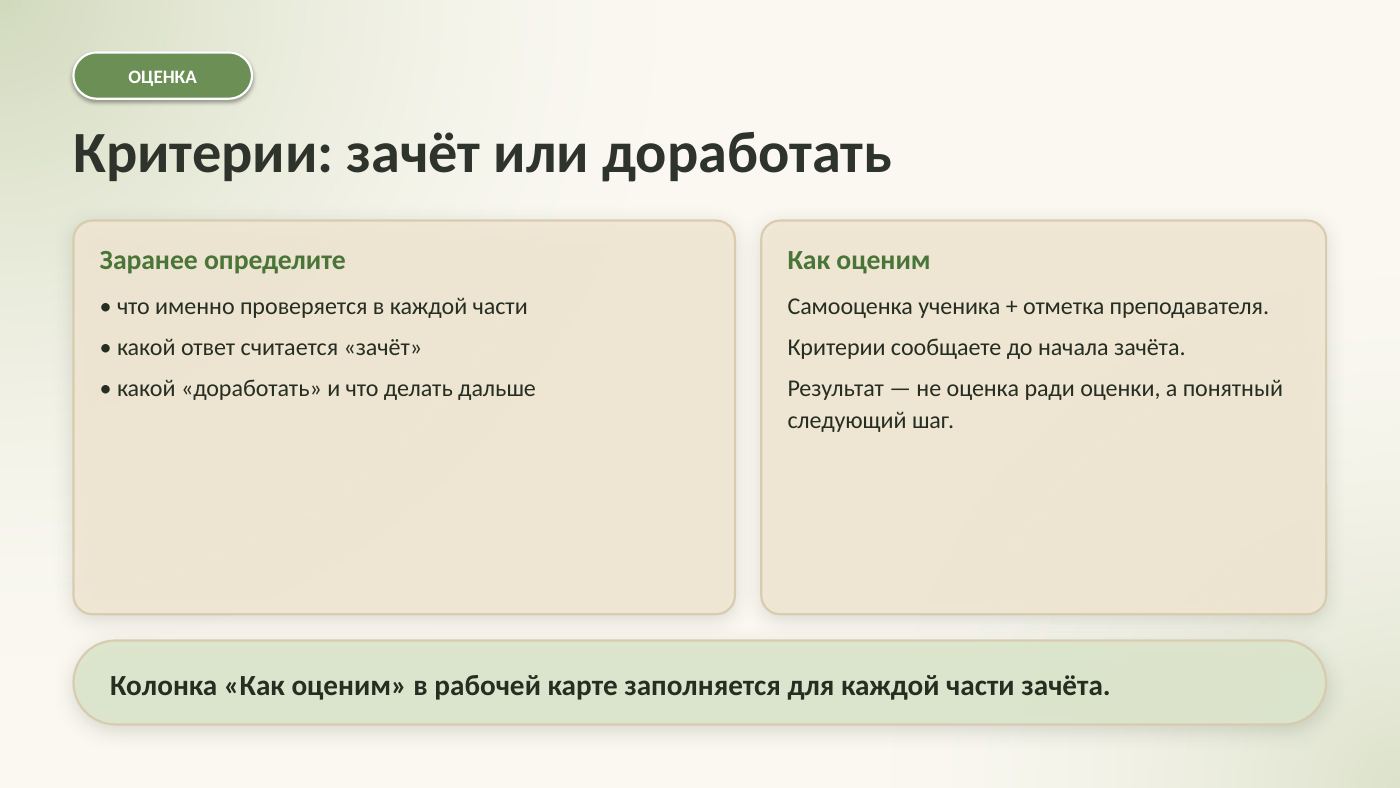 ОЦЕНКА
Критерии: зачёт или доработать
Заранее определите
• что именно проверяется в каждой части
• какой ответ считается «зачёт»
• какой «доработать» и что делать дальше
Как оценим
Самооценка ученика + отметка преподавателя.
Критерии сообщаете до начала зачёта.
Результат — не оценка ради оценки, а понятный
следующий шаг.
Колонка «Как оценим» в рабочей карте заполняется для каждой части зачёта.